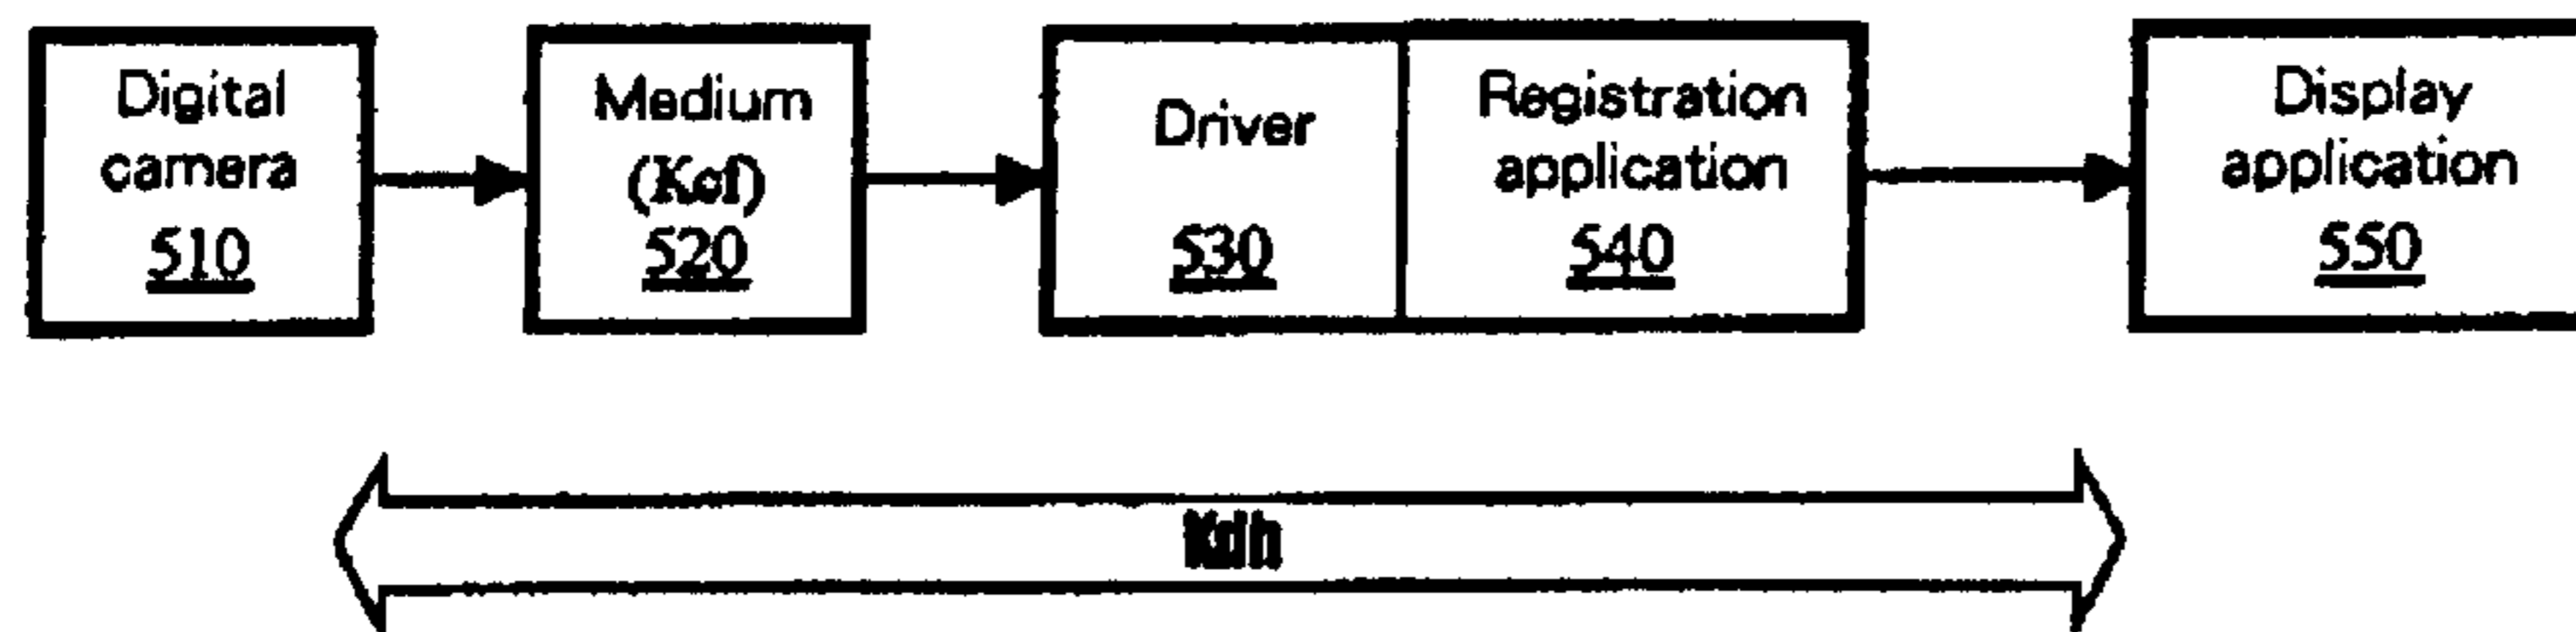 Digital
camera
510
Medium
(Kcf)
520
Driver
530
Registration
application
540
Display
application
550
Kdh